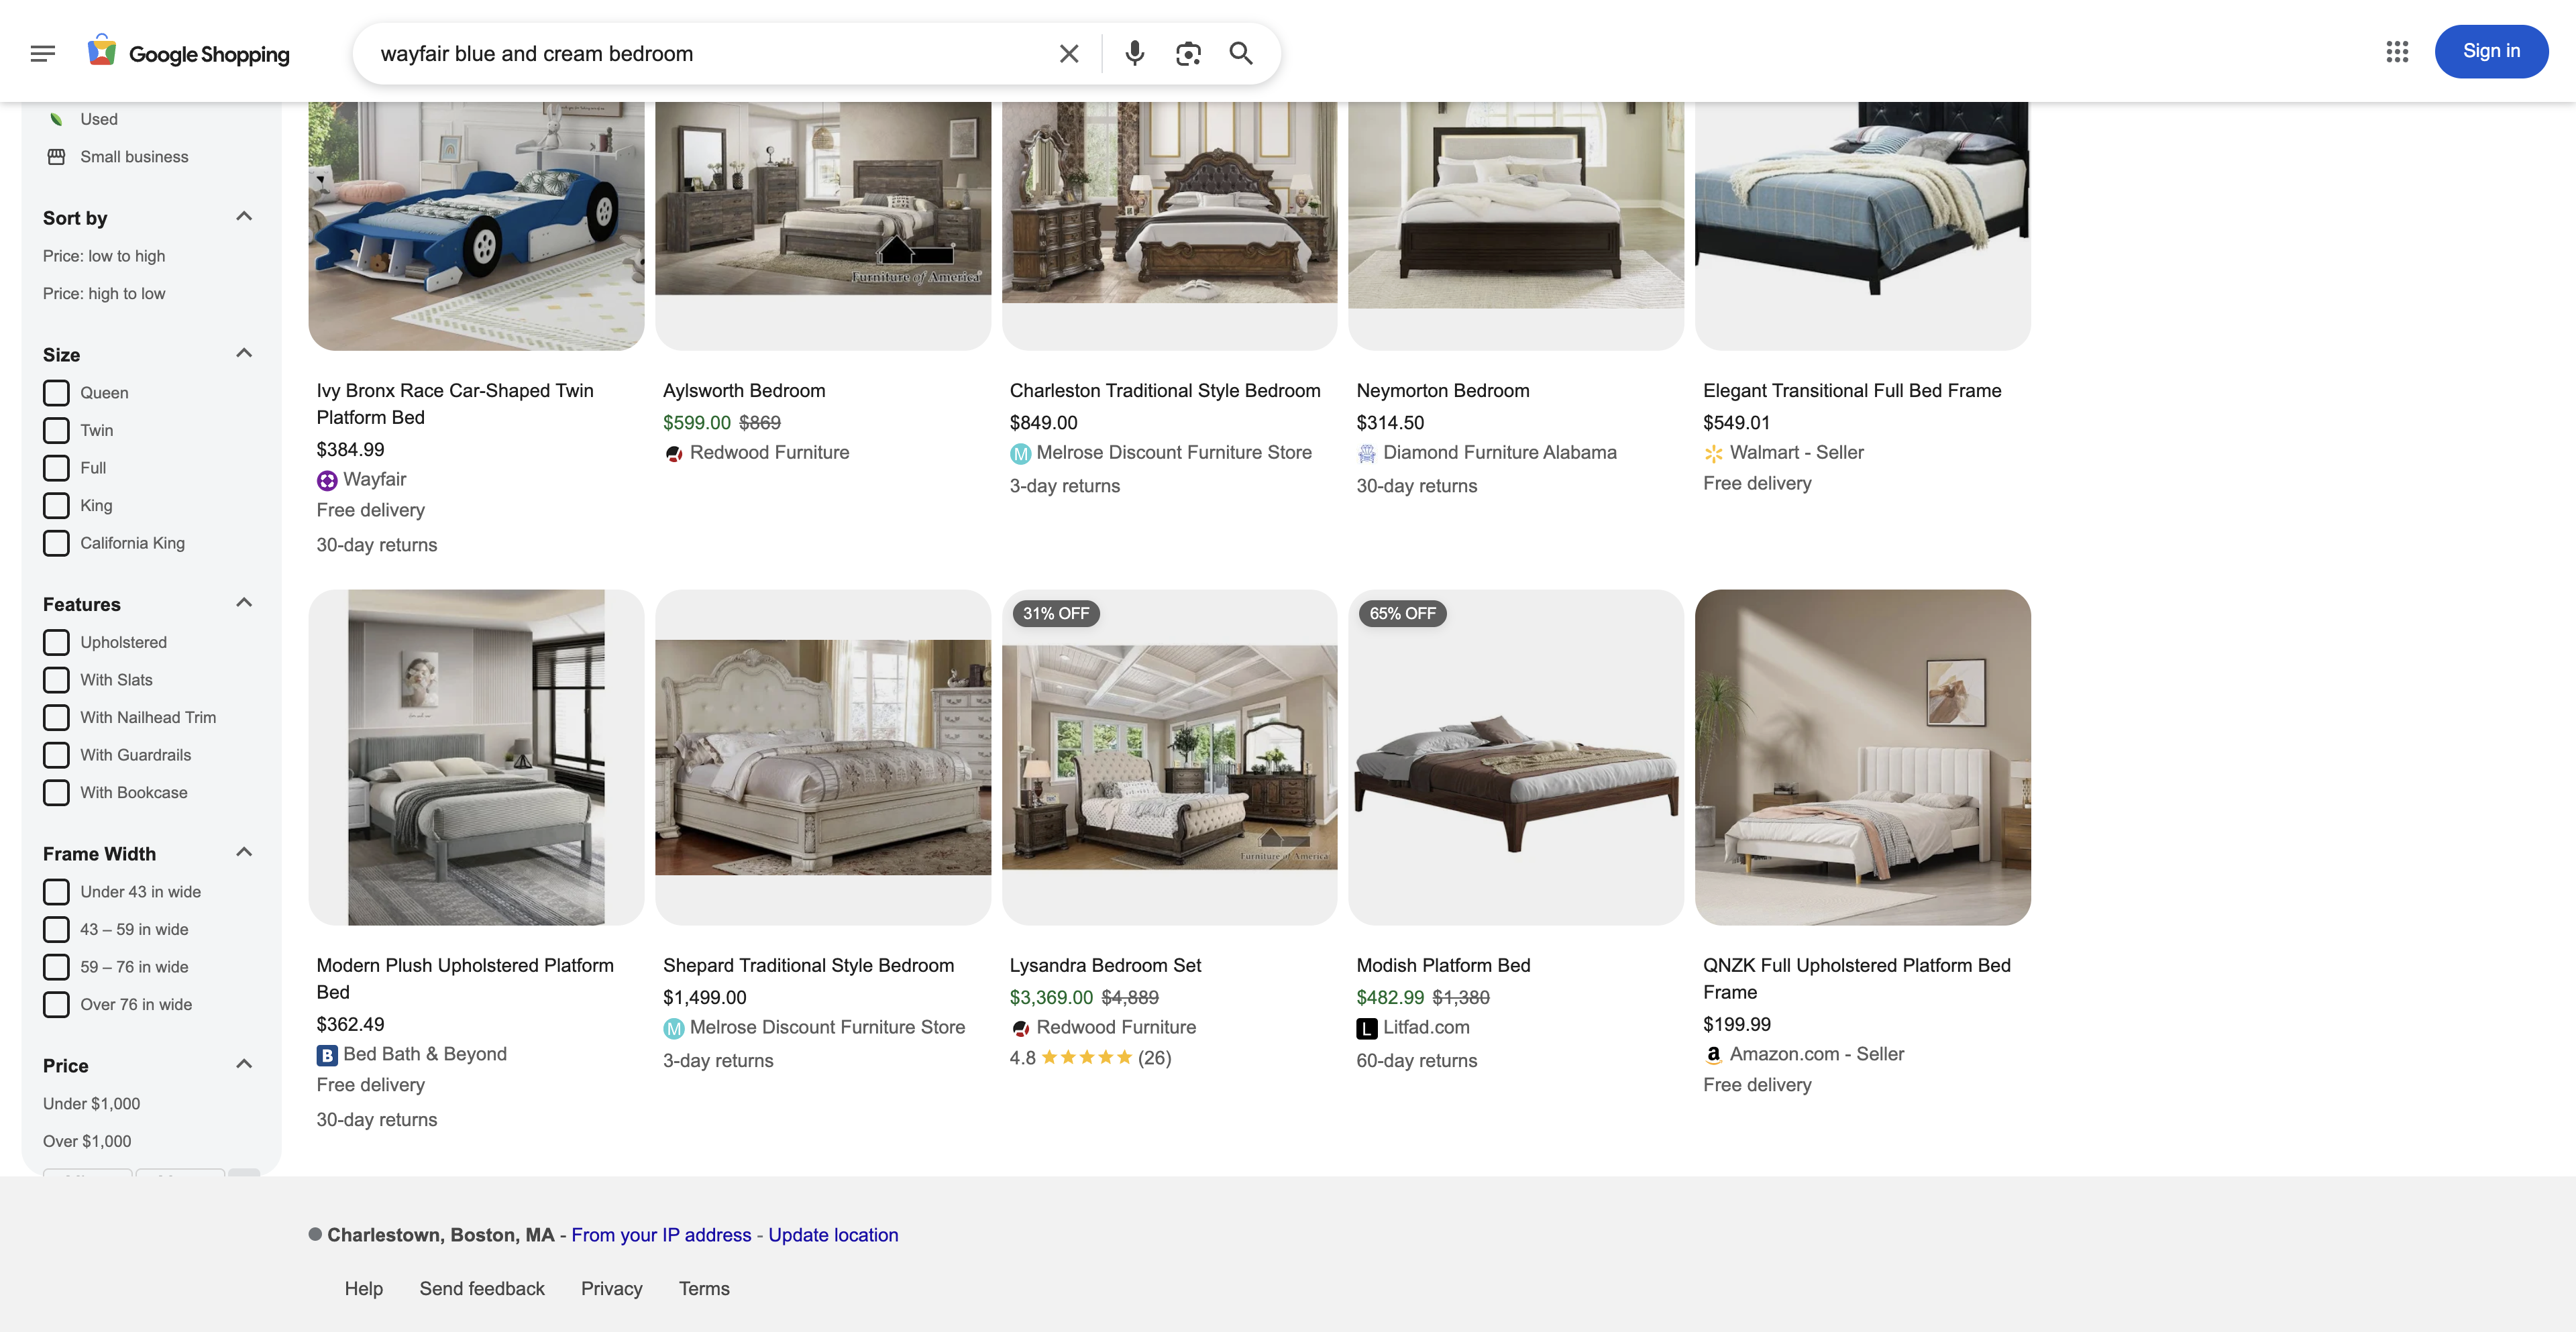 Google Shopping
wayfair blue and cream bedroom
Sign in
Used
Small business
Sort by
Price: low to high
Price: high to low
Size
Queen
Twin
Full
King
California King
Features
Upholstered
With Slats
With Nailhead Trim
With Guardrails
With Bookcase
Frame Width
Under 43 in wide
43 – 59 in wide
59 – 76 in wide
Over 76 in wide
Price
Under $1,000
Over $1,000
Furniture of America
Ivy Bronx Race Car-Shaped Twin
Platform Bed
$384.99
Wayfair
Free delivery
30-day returns
Aylsworth Bedroom
$599.00 $869
Redwood Furniture
Charleston Traditional Style Bedroom
$849.00
M Melrose Discount Furniture Store
3-day returns
Neymorton Bedroom
$314.50
Diamond Furniture Alabama
30-day returns
Elegant Transitional Full Bed Frame
$549.01
Walmart - Seller
Free delivery
Modern Plush Upholstered Platform
Bed
$362.49
B Bed Bath & Beyond
Free delivery
30-day returns
Shepard Traditional Style Bedroom
$1,499.00
M Melrose Discount Furniture Store
3-day returns
31% OFF
Furniture of America
Lysandra Bedroom Set
$3,369.00 $4,889
Redwood Furniture
4.8 (26)
65% OFF
Modish Platform Bed
$482.99 $1,380
L Litfad.com
60-day returns
QNZK Full Upholstered Platform Bed
Frame
$199.99
a Amazon.com - Seller
Free delivery
Charlestown, Boston, MA - From your IP address - Update location
Help Send feedback Privacy Terms